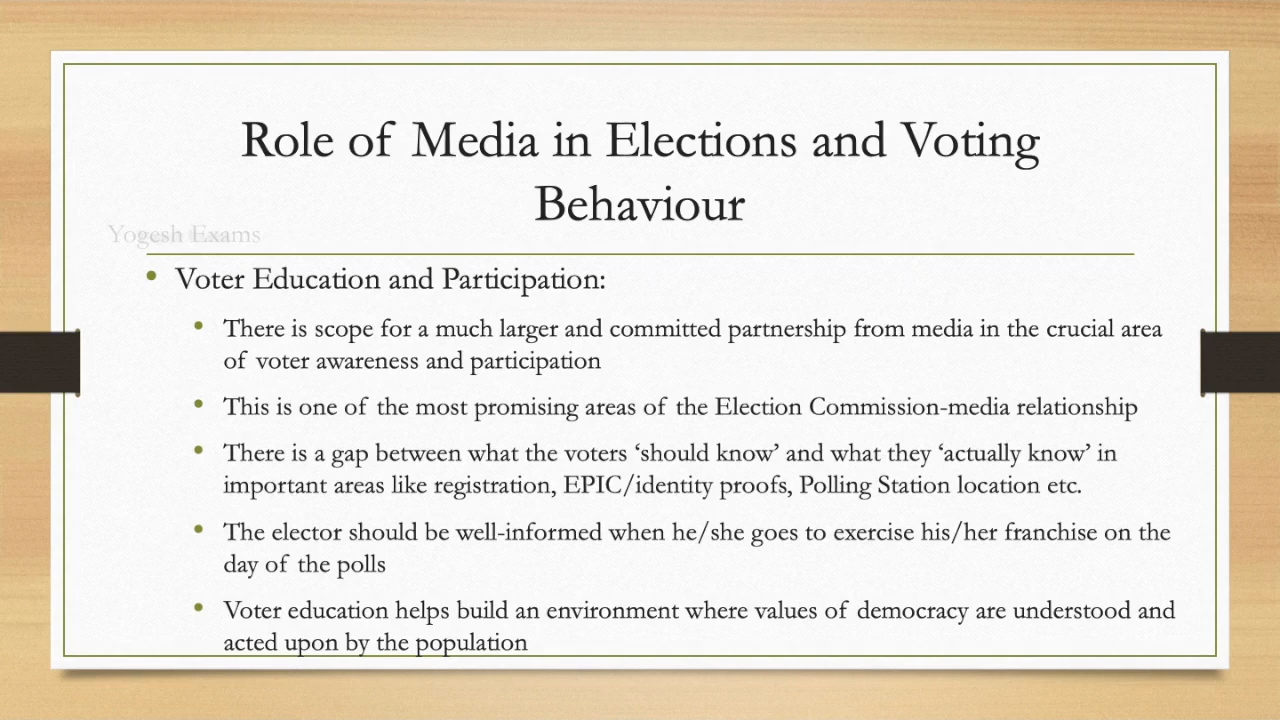 Role of Media in Elections and Voting
Behaviour
Yogesh Exams
• Voter Education and Participation:
• There is scope for a much larger and committed partnership from media in the crucial area
of voter awareness and participation
• This is one of the most promising areas of the Election Commission-media relationship
• There is a gap between what the voters ‘should know’ and what they ‘actually know’ in
important areas like registration, EPIC/identity proofs, Polling Station location etc.
• The elector should be well-informed when he/she goes to exercise his/her franchise on the
day of the polls
• Voter education helps build an environment where values of democracy are understood and
acted upon by the population